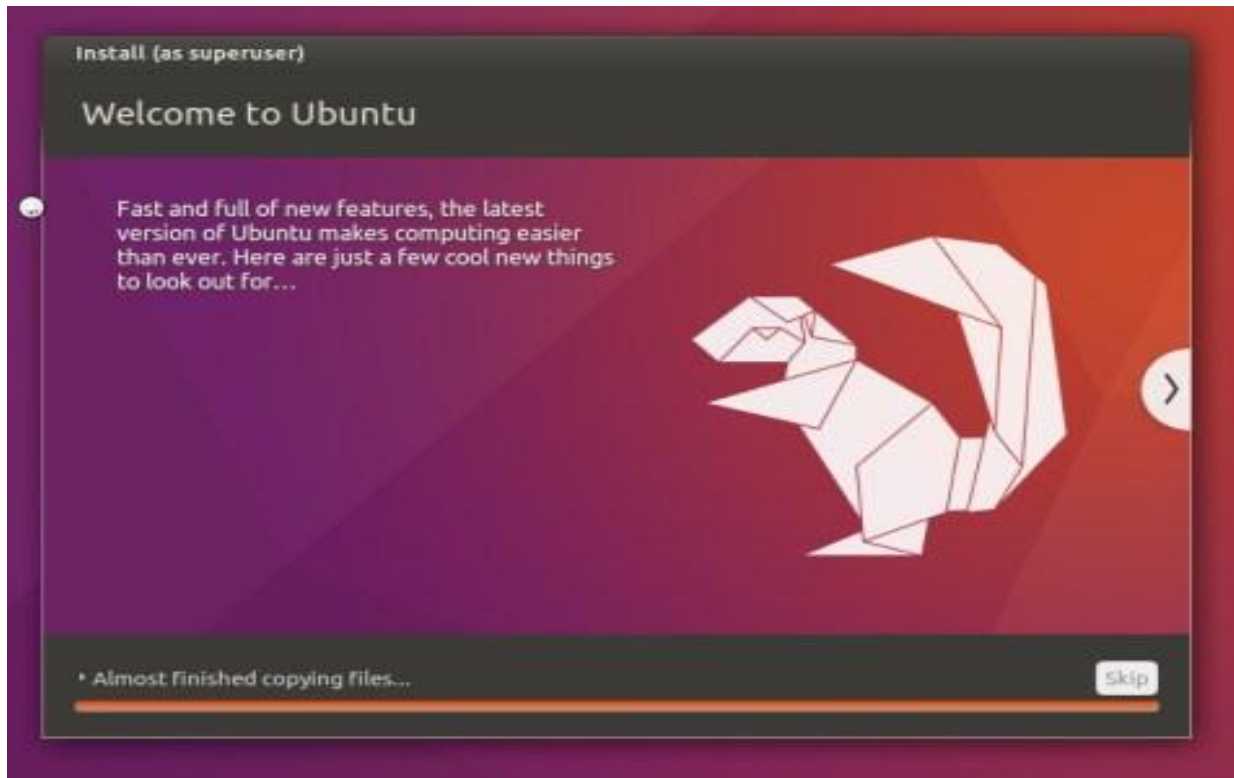 Install (as superuser)
Welcome to Ubuntu
Fast and full of new features, the latest
version of Ubuntu makes computing easier
than ever. Here are just a few cool new things
to look out for...
Almost finished copying files...
Skip